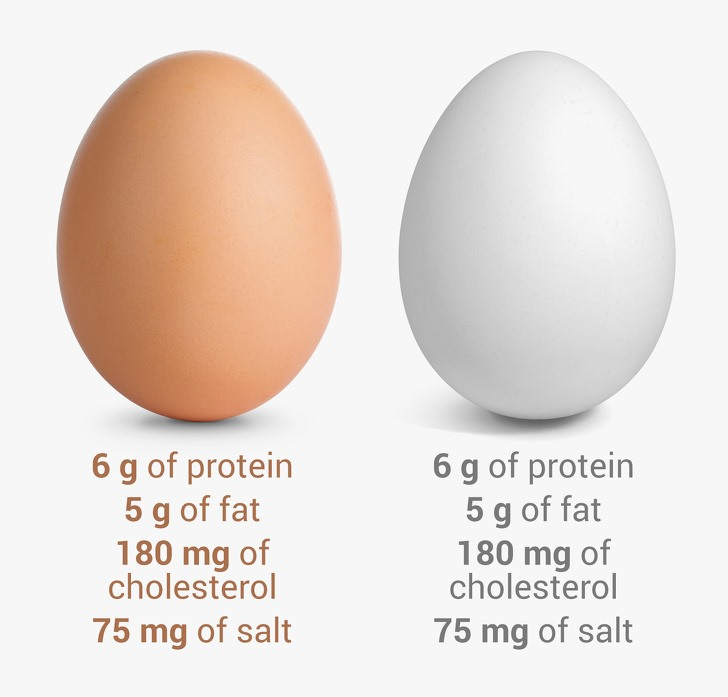 6 g of protein
5 g of fat
180 mg of
cholesterol
75 mg of salt
6 g of protein
5 g of fat
180 mg of
cholesterol
75 mg of salt